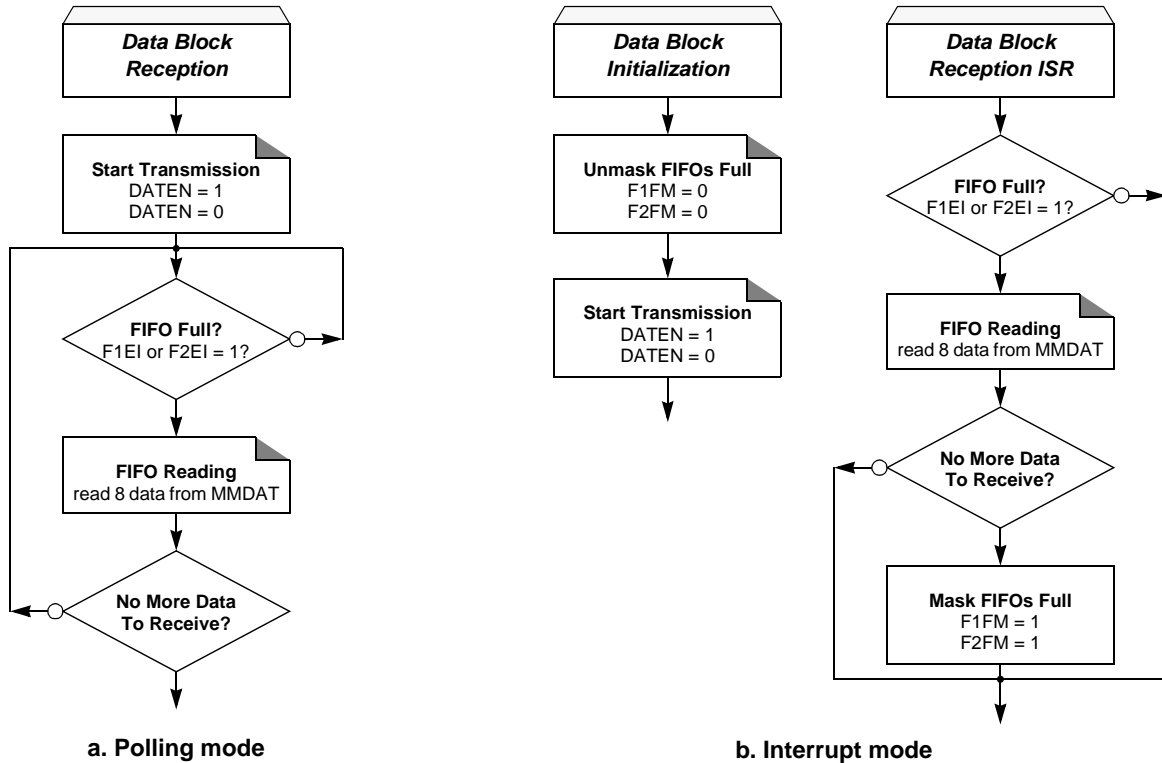 Data Block
Reception
Start Transmission
DATEN = 1
DATEN = 0
FIFO Full?
F1EI or F2EI = 1?
FIFO Reading
read 8 data from MMDAT
No More Data
To Receive?
a. Polling mode
Data Block
Initialization
Unmask FIFOs Full
F1FM = 0
F2FM = 0
Start Transmission
DATEN = 1
DATEN = 0
Data Block
Reception ISR
FIFO Full?
F1EI or F2EI = 1?
FIFO Reading
read 8 data from MMDAT
No More Data
To Receive?
Mask FIFOs Full
F1FM = 1
F2FM = 1
b. Interrupt mode